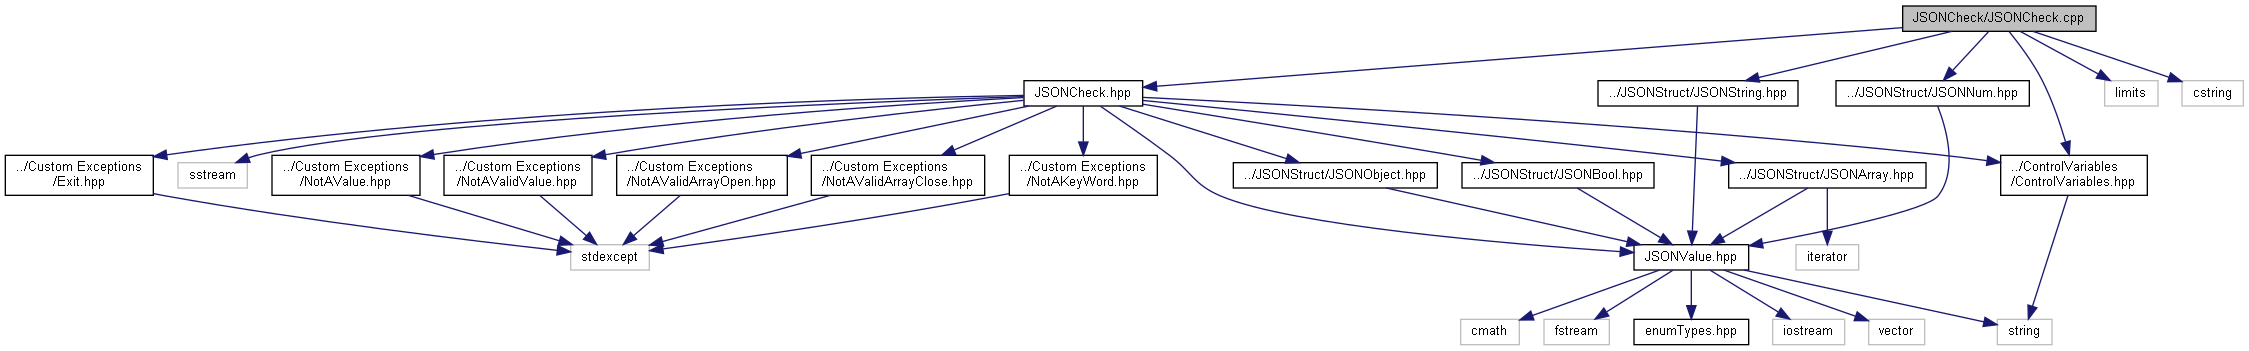 JSONCheck/JSONCheck.cpp
JSONCheck.hpp
../JSONStruct/JSONString.hpp
../JSONStruct/JSONNum.hpp
limits
cstring
../Custom Exceptions
/Exit.hpp
sstream
../Custom Exceptions
/NotAValue.hpp
../Custom Exceptions
/NotAValidValue.hpp
../Custom Exceptions
/NotAValidArrayOpen.hpp
../Custom Exceptions
/NotAValidArrayClose.hpp
../Custom Exceptions
/NotAKeyWord.hpp
../JSONStruct/JSONObject.hpp
../JSONStruct/JSONBool.hpp
../JSONStruct/JSONArray.hpp
../ControlVariables
/ControlVariables.hpp
stdexcept
JSONValue.hpp
iterator
cmath
fstream
enumTypes.hpp
iostream
vector
string